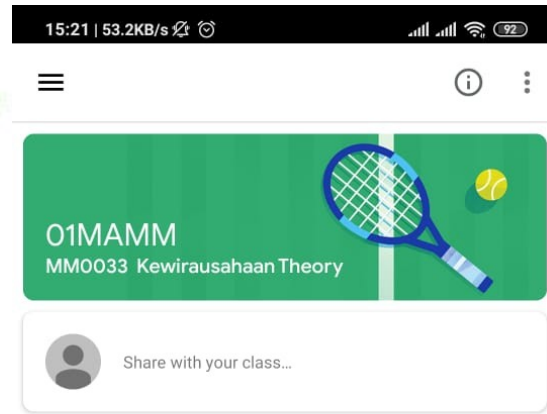 15:21 | 53.2KB/s 92
01MAMM
MM0033 Kewirausahaan Theory
Share with your class...